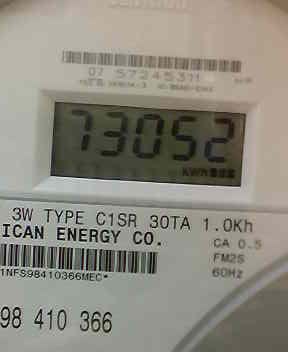 07 57245311
73052
kWh
3W TYPE C1SR 30TA 1.0Kh
ICAN ENERGY CO.
CA 0.5
FM2S
60Hz
1NFS98410366MEC*
98 410 366